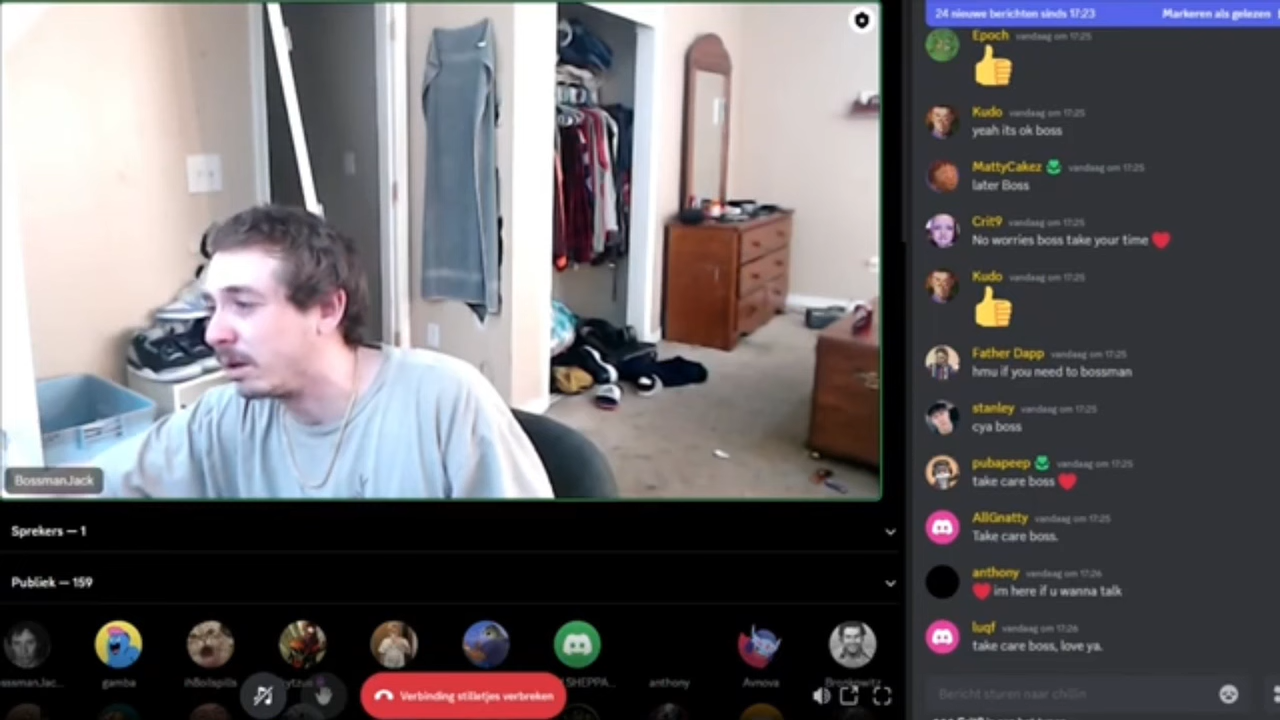 24 nieuwe berichten sinds 17:23 Markeren als gelezen
Epoch vandaag om 17:25
Kudo vandaag om 17:25
yeah its ok boss
MattyCakez vandaag om 17:25
later Boss
Crit9 vandaag om 17:25
No worries boss take your time
Kudo vandaag om 17:25
Father Dapp vandaag om 17:25
hmu if you need to bossman
stanley vandaag om 17:25
cya boss
pubapeep vandaag om 17:25
take care boss
AllGnatty vandaag om 17:25
Take care boss.
anthony vandaag om 17:26
im here if u wanna talk
luqf vandaag om 17:26
take care boss, love ya.
Bericht sturen naar chillin
BossmanJack
Sprekers — 1
Publiek — 159
gamba
anthony
Avnova
Verbinding stilletjes verbreken